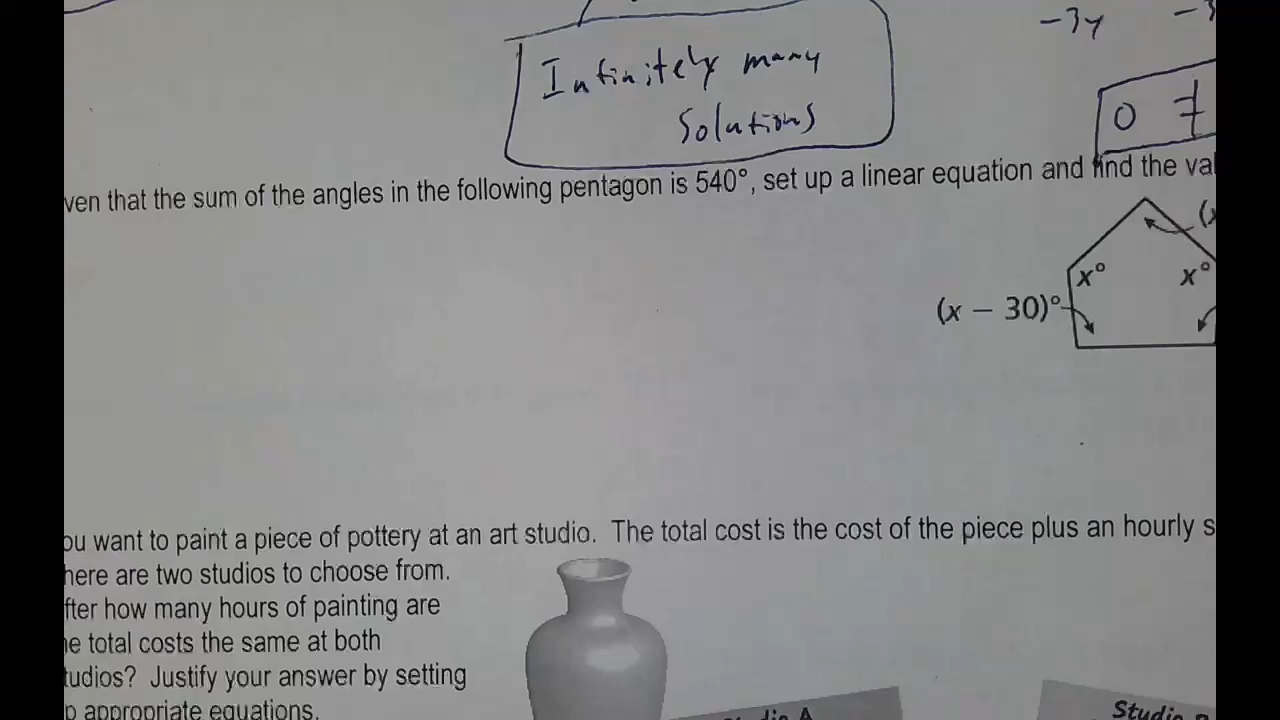 -3y
Infinitely many
Solutions
0 ≠
ven that the sum of the angles in the following pentagon is 540°, set up a linear equation and find the va
(x
x° x°
(x – 30)°
ou want to paint a piece of pottery at an art studio. The total cost is the cost of the piece plus an hourly s
here are two studios to choose from.
fter how many hours of painting are
e total costs the same at both
tudios? Justify your answer by setting
p appropriate equations.
A
Studio